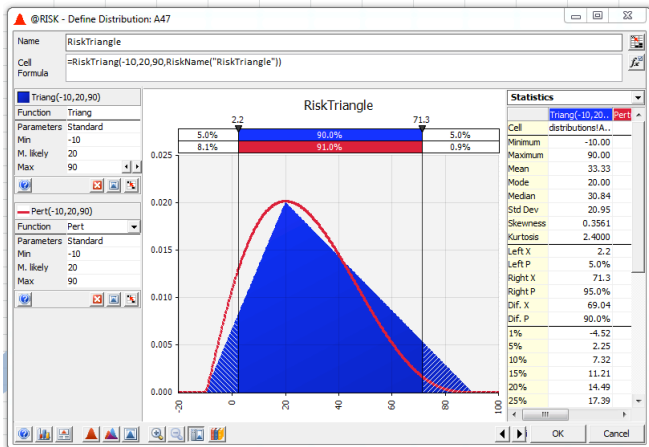 @RISK - Define Distribution: A47
Name RiskTriangle
Cell Formula =RiskTriang(-10,20,90,RiskName("RiskTriangle"))
Triang(-10,20,90)
Function Triang
Parameters Standard
Min -10
M. likely 20
Max 90
Pert(-10,20,90)
Function Pert
Parameters Standard
Min -10
M. likely 20
Max 90
RiskTriangle
2.2 71.3
5.0% 90.0% 5.0%
8.1% 91.0% 0.9%
0.025
0.020
0.015
0.010
0.005
0.000
-20 0 20 40 60 80 100
Statistics
Triang(-10,20.. Pert
Cell distributions!A..
Minimum -10.00
Maximum 90.00
Mean 33.33
Mode 20.00
Median 30.84
Std Dev 20.95
Skewness 0.3561
Kurtosis 2.4000
Left X 2.2
Left P 5.0%
Right X 71.3
Right P 95.0%
Dif. X 69.04
Dif. P 90.0%
1% -4.52
5% 2.25
10% 7.32
15% 11.21
20% 14.49
25% 17.39
OK Cancel